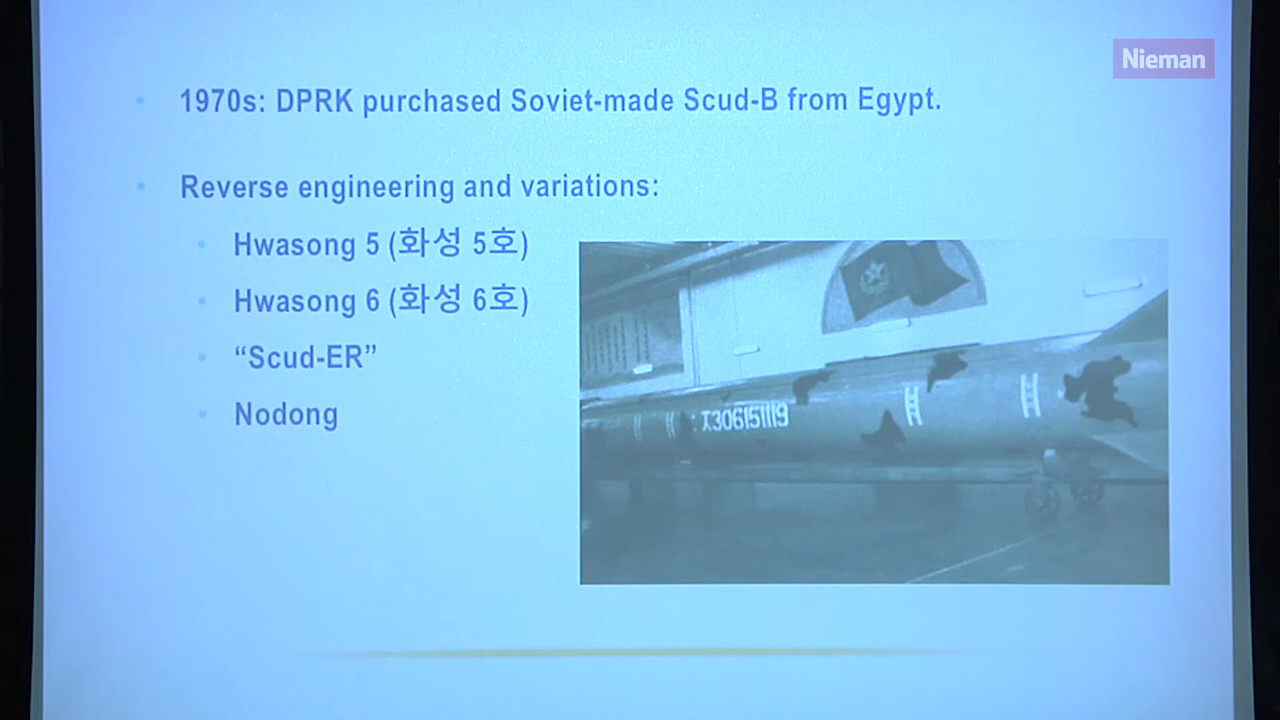 Nieman
1970s: DPRK purchased Soviet-made Scud-B from Egypt.
Reverse engineering and variations:
Hwasong 5 (화성 5호)
Hwasong 6 (화성 6호)
“Scud-ER”
Nodong
X306151119